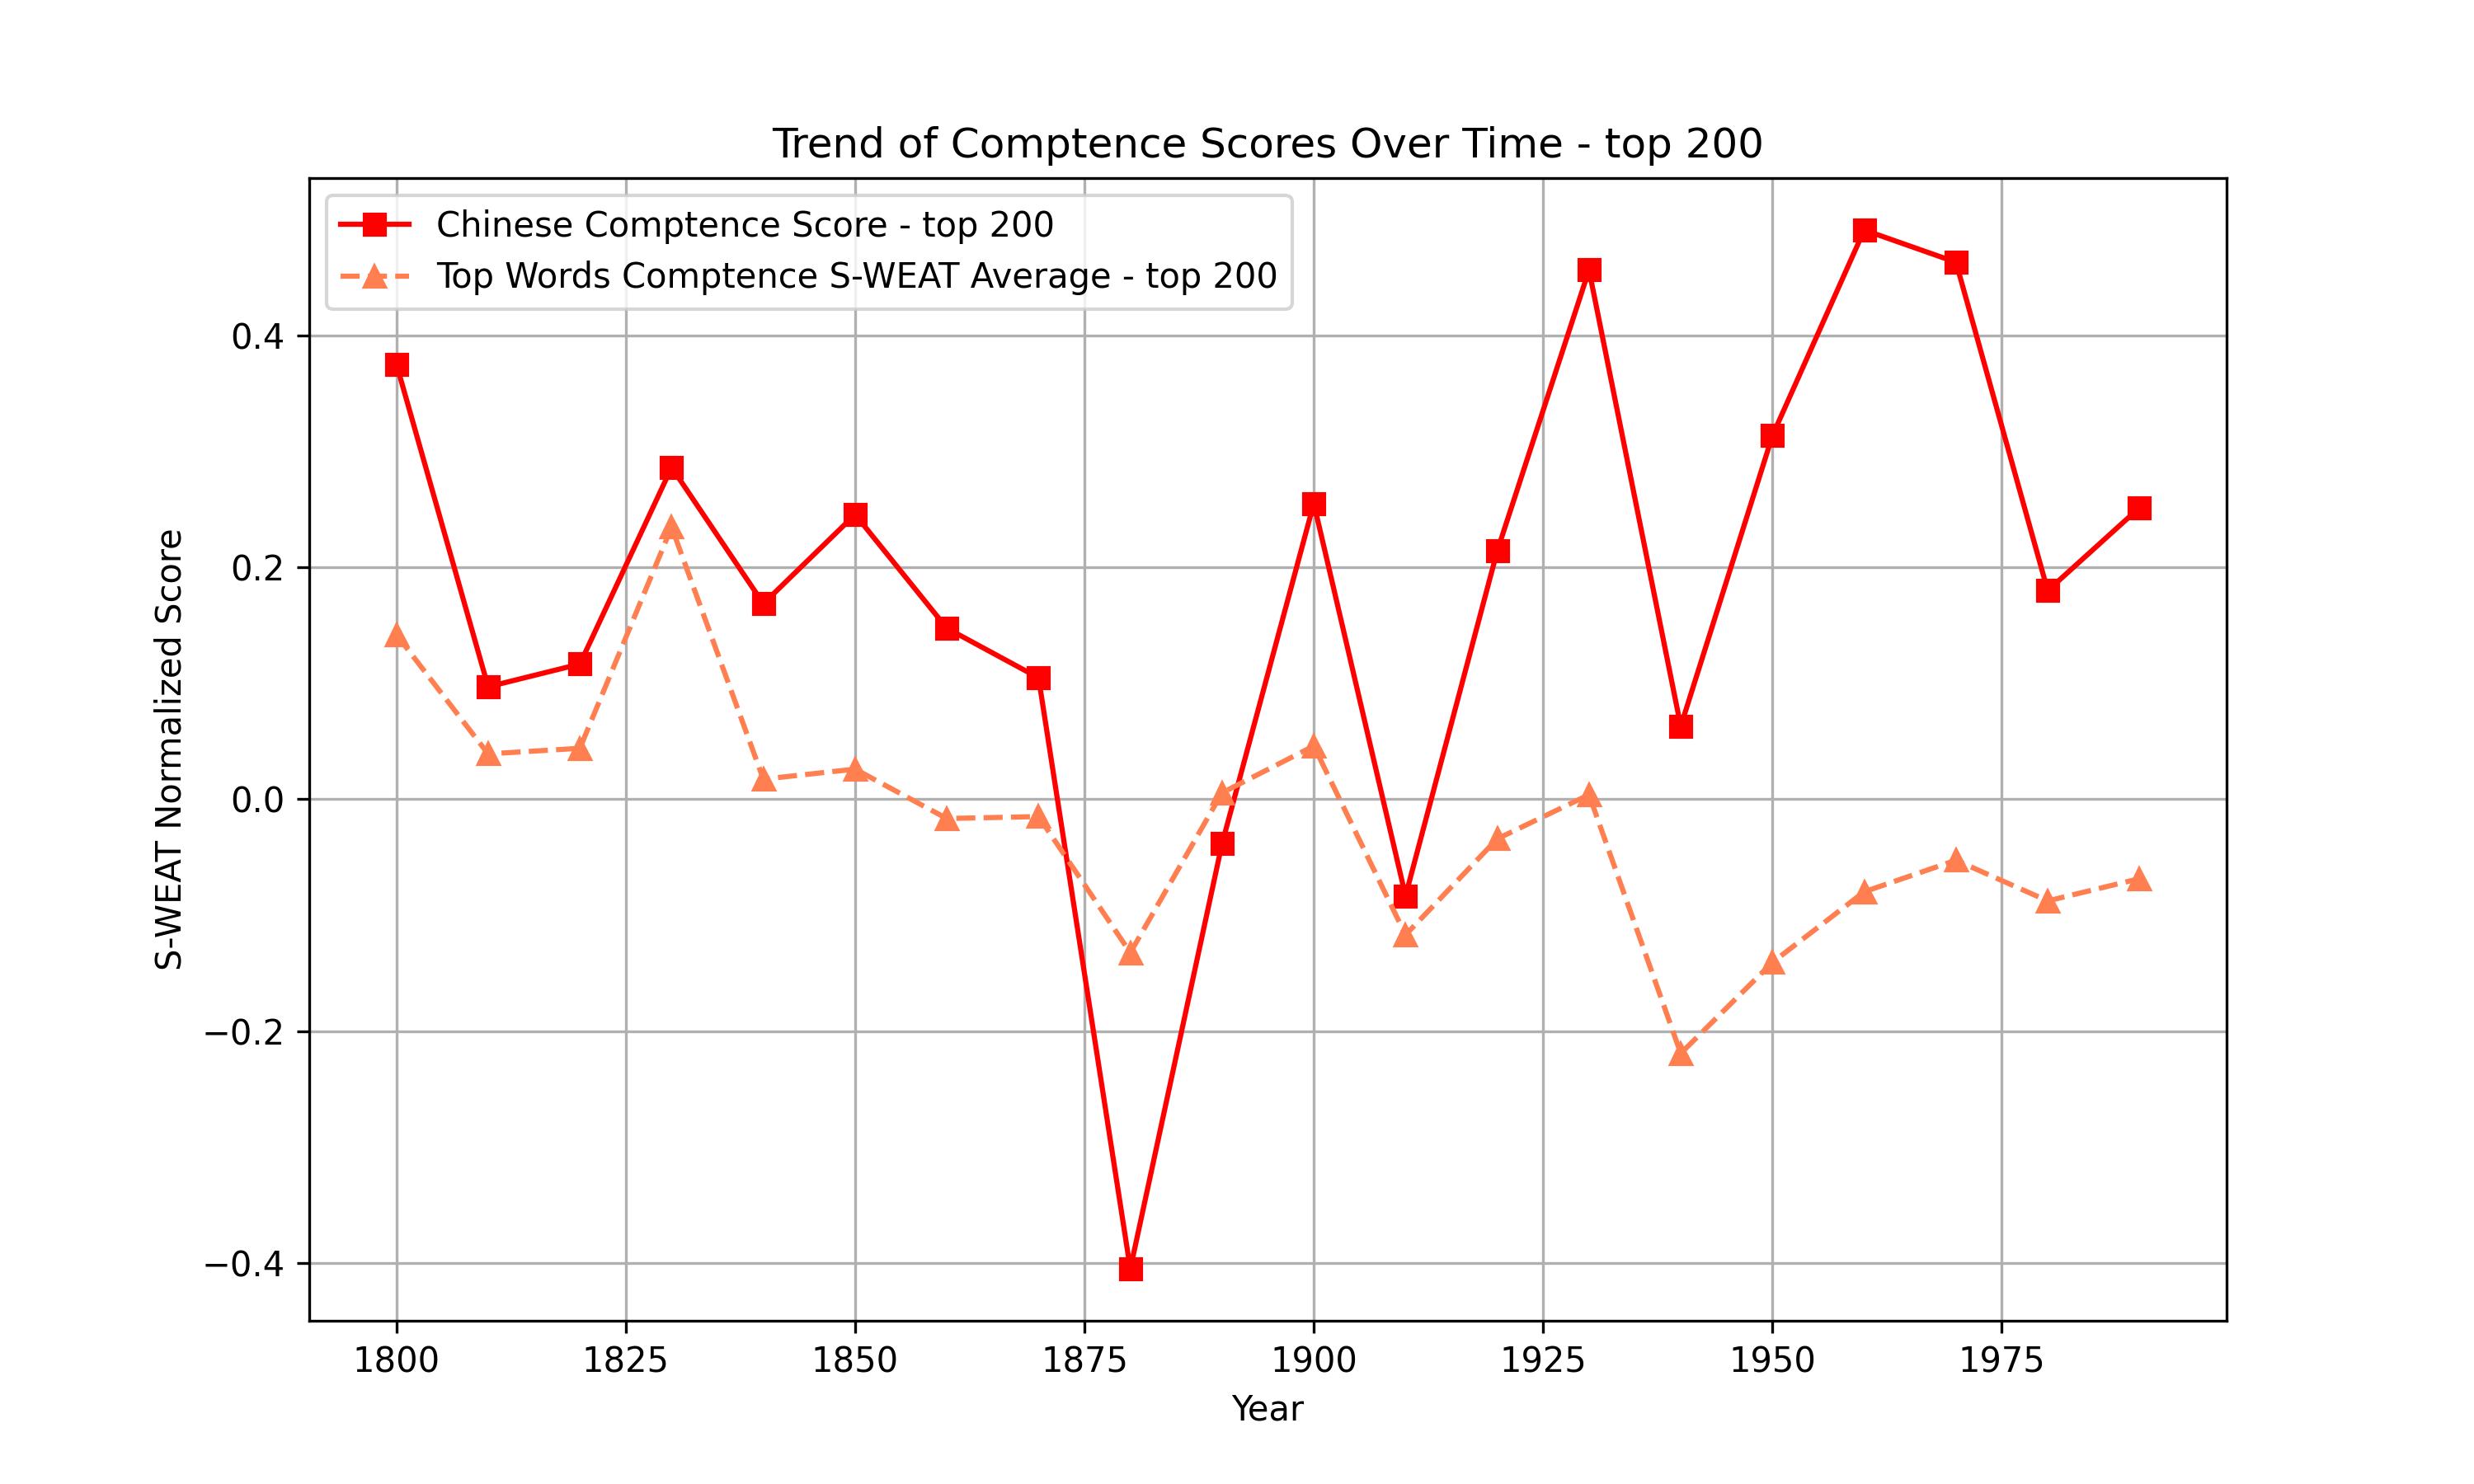 Trend of Comptence Scores Over Time - top 200
Chinese Comptence Score - top 200
Top Words Comptence S-WEAT Average - top 200
S-WEAT Normalized Score
0.4
0.2
0.0
−0.2
−0.4
1800 1825 1850 1875 1900 1925 1950 1975
Year